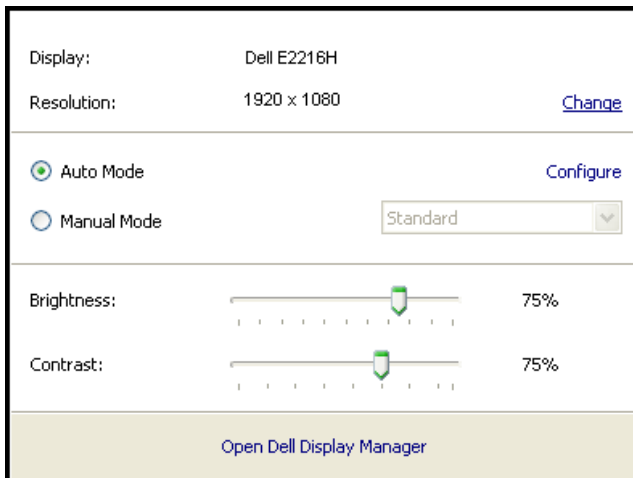 Display: Dell E2216H
Resolution: 1920 x 1080 Change
Auto Mode Configure
Manual Mode Standard
Brightness: 75%
Contrast: 75%
Open Dell Display Manager